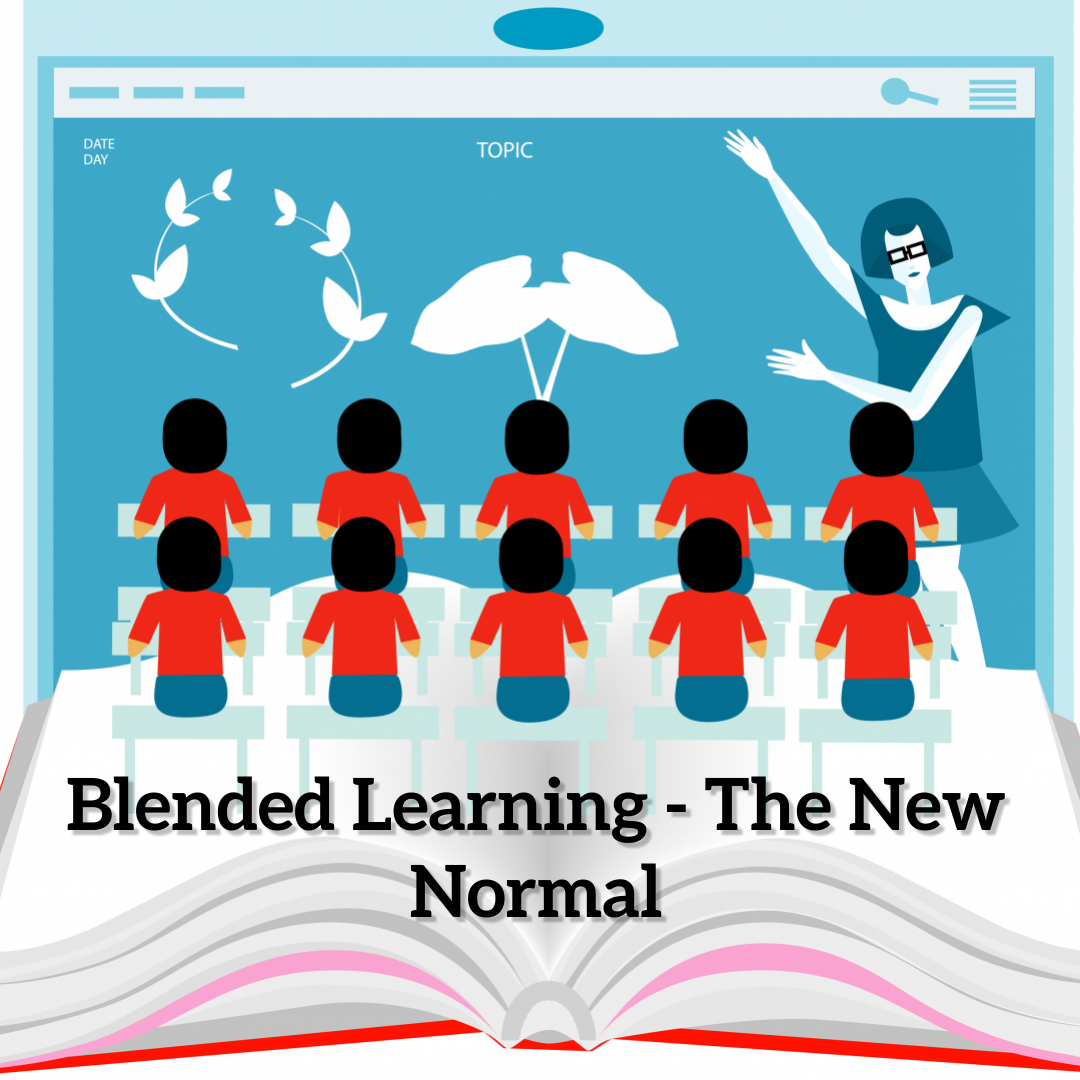 DATE
DAY
TOPIC
Blended Learning - The New
Normal